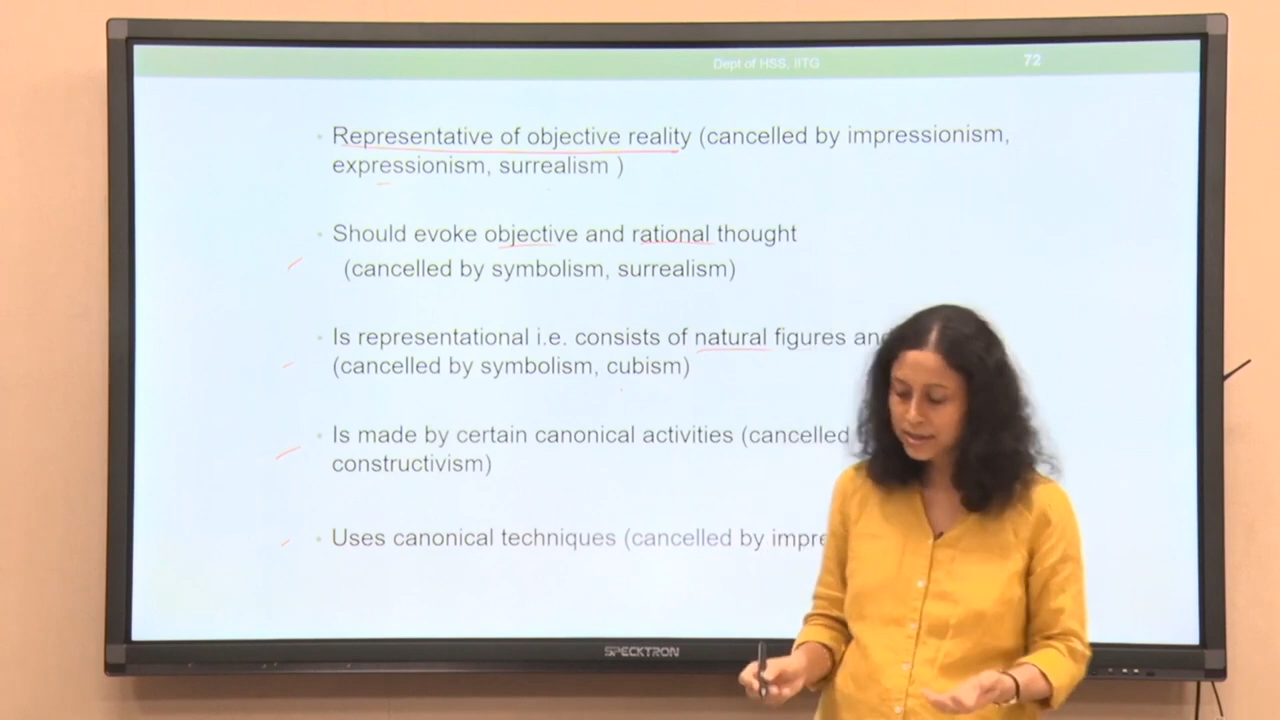 Dept of HSS, IITG 72
Representative of objective reality (cancelled by impressionism,
expressionism, surrealism )
Should evoke objective and rational thought
(cancelled by symbolism, surrealism)
Is representational i.e. consists of natural figures
(cancelled by symbolism, cubism)
Is made by certain canonical activities (cancelled
constructivism)
Uses canonical techniques (cancelled by
SPECKTRON